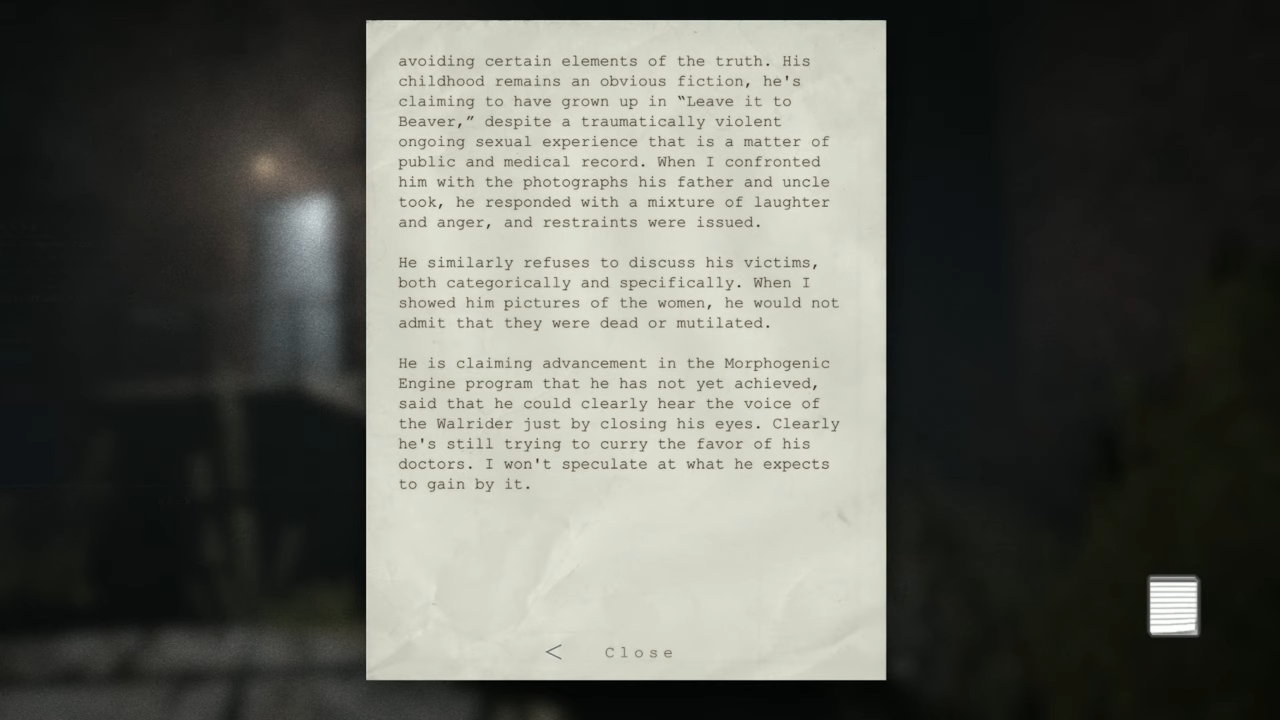 avoiding certain elements of the truth. His
childhood remains an obvious fiction, he's
claiming to have grown up in “Leave it to
Beaver,” despite a traumatically violent
ongoing sexual experience that is a matter of
public and medical record. When I confronted
him with the photographs his father and uncle
took, he responded with a mixture of laughter
and anger, and restraints were issued.
He similarly refuses to discuss his victims,
both categorically and specifically. When I
showed him pictures of the women, he would not
admit that they were dead or mutilated.
He is claiming advancement in the Morphogenic
Engine program that he has not yet achieved,
said that he could clearly hear the voice of
the Walrider just by closing his eyes. Clearly
he's still trying to curry the favor of his
doctors. I won't speculate at what he expects
to gain by it.
< Close